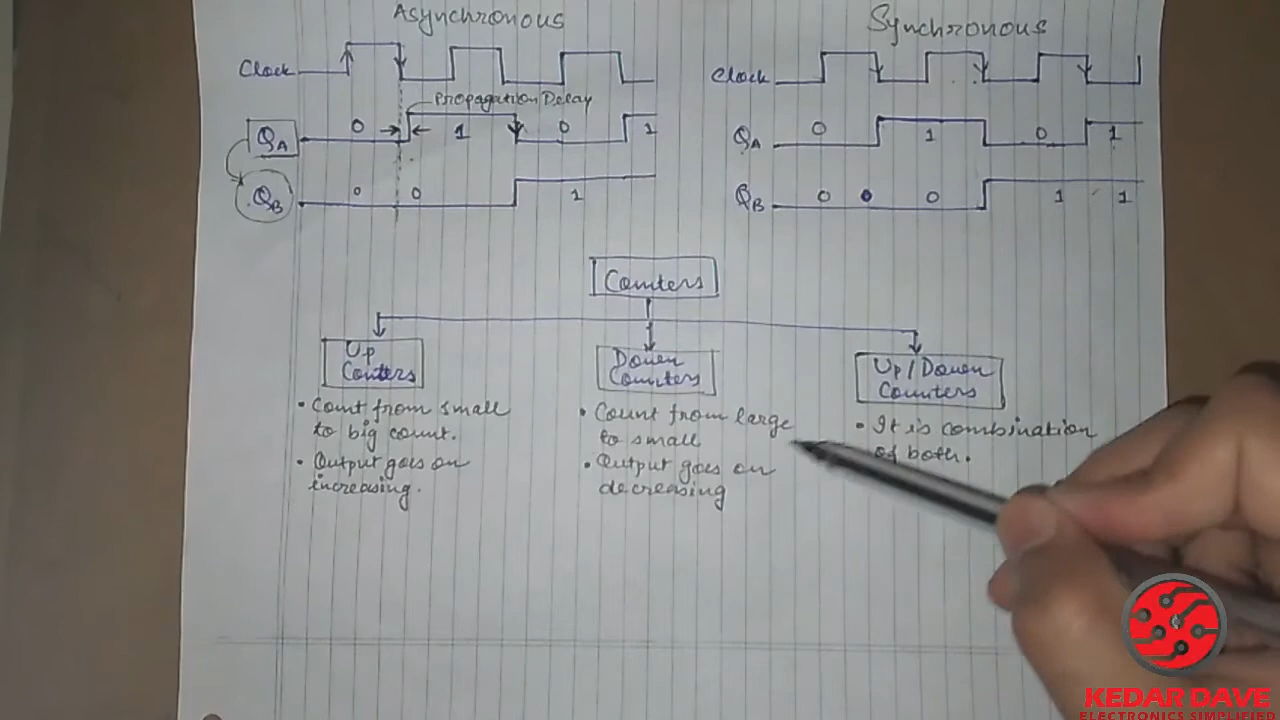 Asynchronous
Clock
Propagation Delay
QA 0 1 0 1
QB 0 0 1
Synchronous
Clock
QA 0 1 0 1
QB 0 0 0 1 1
Counters
Up
Counters
• Count from small
to big count.
• Output goes on
increasing.
Down
Counters
• Count from large
to small
• Output goes on
decreasing
Up/Down
Counters
• It is combination
of both.
KEDAR DAVE
ELECTRONICS SIMPLIFIED